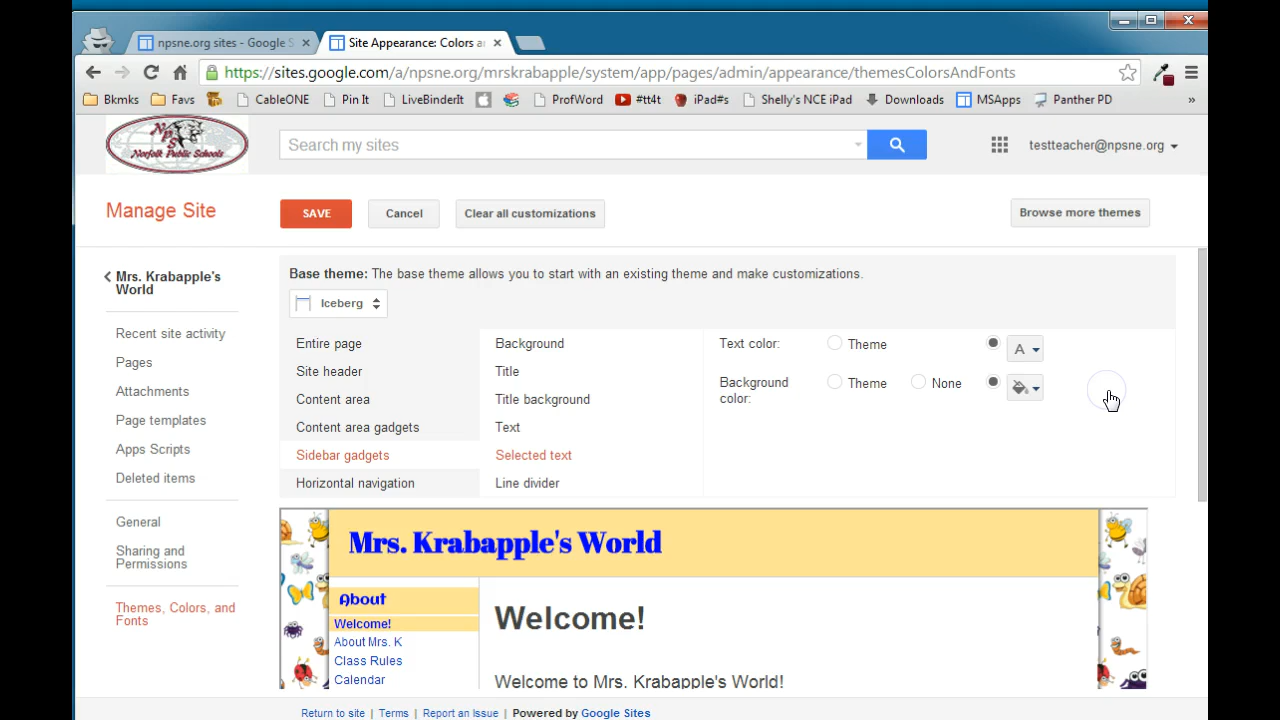 npsne.org sites - Google S
Site Appearance: Colors a
https://sites.google.com/a/npsne.org/mrskrabapple/system/app/pages/admin/appearance/themesColorsAndFonts
Bkmks Favs CableONE Pin It LiveBinderIt ProfWord #tt4t iPad#s Shelly's NCE iPad Downloads MSApps Panther PD »
NPS
Norfolk Public Schools
Search my sites
testteacher@npsne.org
Manage Site
SAVE Cancel Clear all customizations Browse more themes
Mrs. Krabapple's
World
Recent site activity
Pages
Attachments
Page templates
Apps Scripts
Deleted items
General
Sharing and
Permissions
Themes, Colors, and
Fonts
Base theme: The base theme allows you to start with an existing theme and make customizations.
Iceberg
Entire page
Site header
Content area
Content area gadgets
Sidebar gadgets
Horizontal navigation
Background
Title
Title background
Text
Selected text
Line divider
Text color: Theme A
Background
color: Theme None
Mrs. Krabapple's World
About
Welcome!
About Mrs. K
Class Rules
Calendar
Welcome!
Welcome to Mrs. Krabapple's World!
Return to site | Terms | Report an Issue | Powered by Google Sites